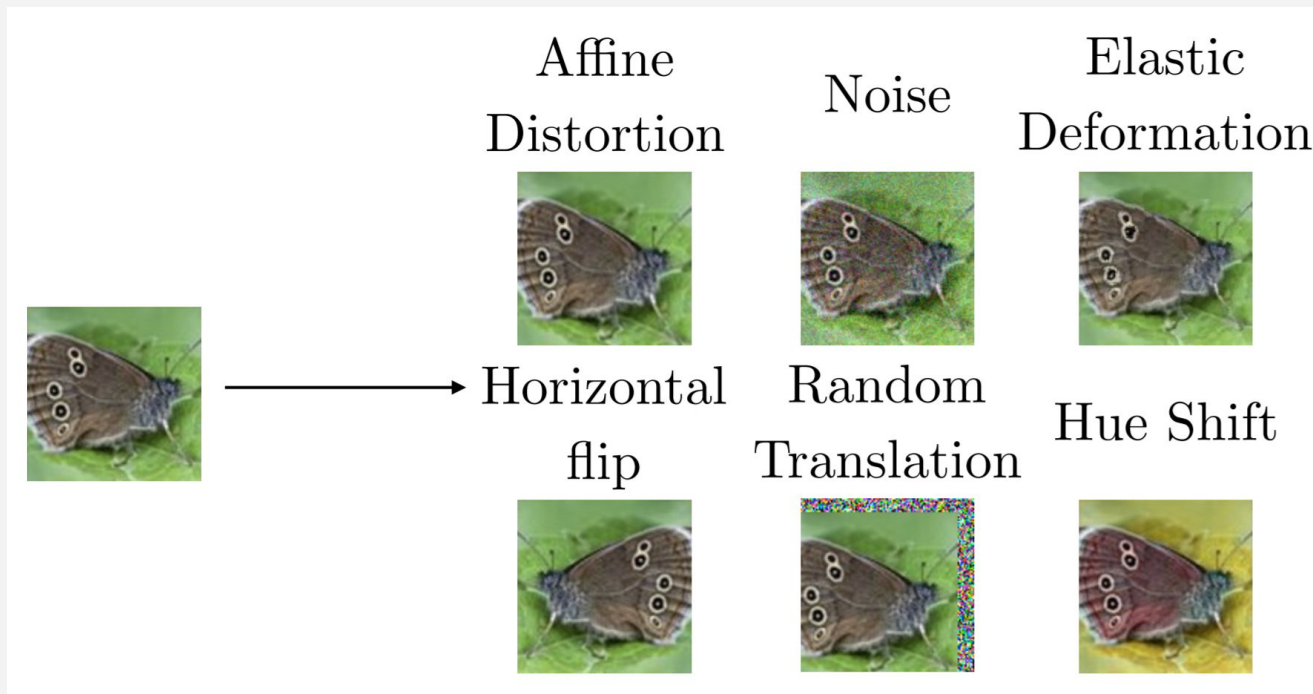 Affine
Distortion
Noise
Elastic
Deformation
Horizontal
flip
Random
Translation
Hue Shift